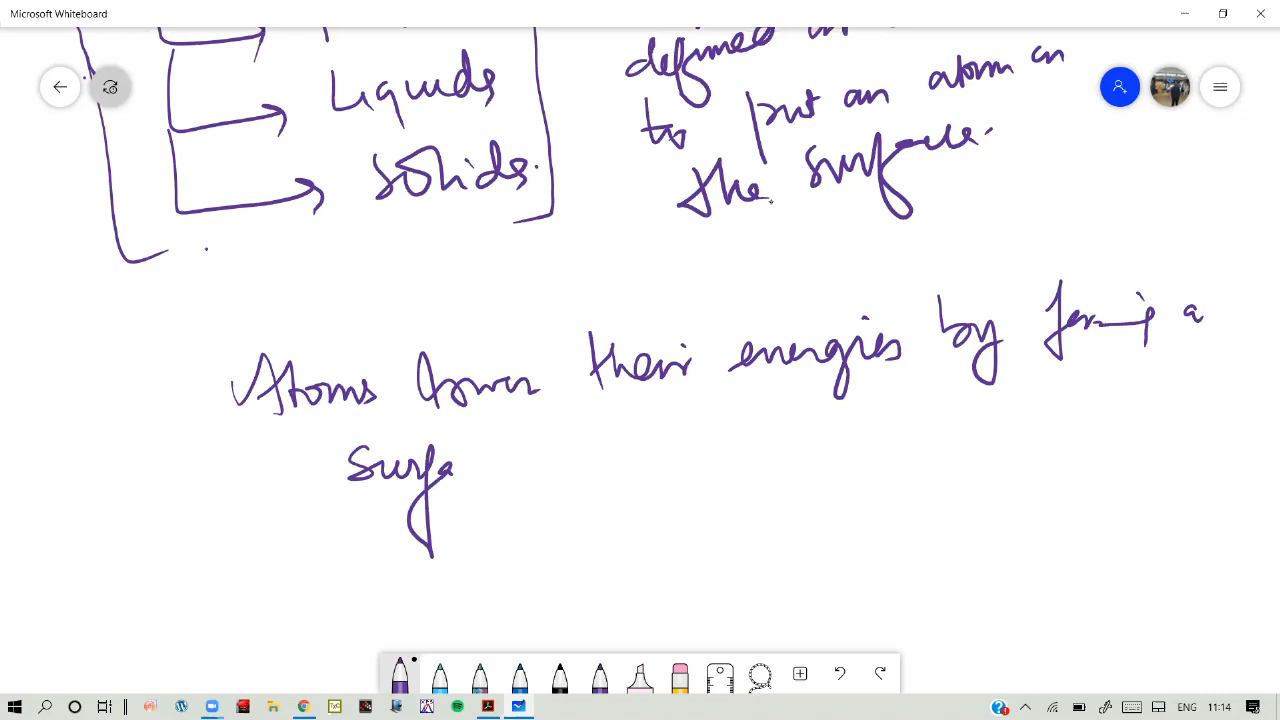 Microsoft Whiteboard
Liquids
solids.
defined
to put an atom on
the surface.
Atoms lower their energies by forming a
surfa
ENG
11:14